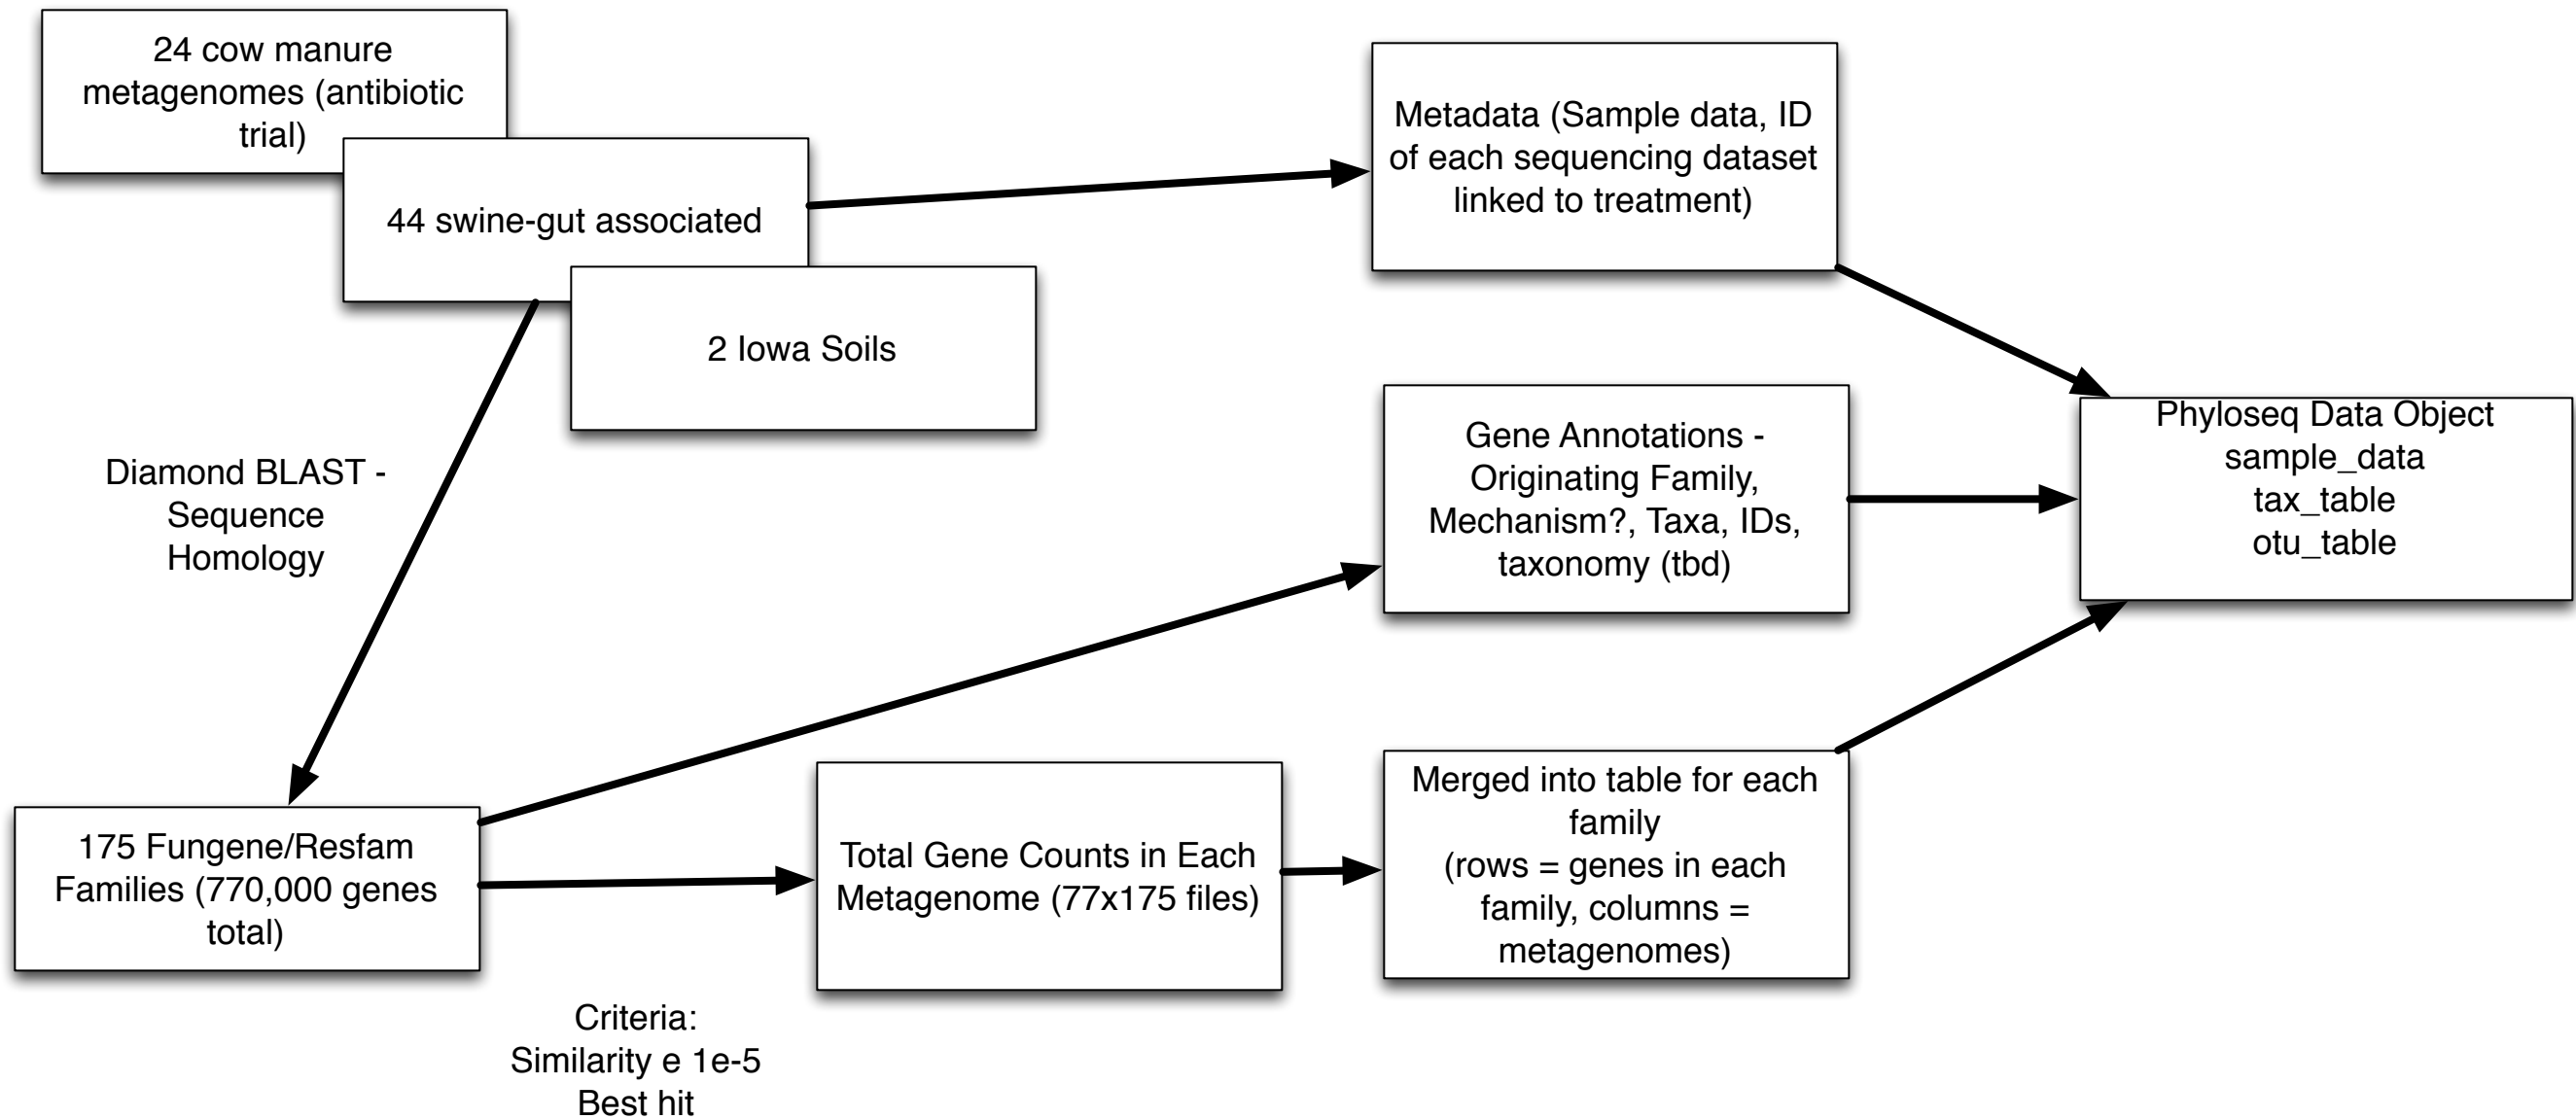 24 cow manure
metagenomes (antibiotic
trial)
44 swine-gut associated
2 Iowa Soils
Metadata (Sample data, ID
of each sequencing dataset
linked to treatment)
Diamond BLAST -
Sequence
Homology
Gene Annotations -
Originating Family,
Mechanism?, Taxa, IDs,
taxonomy (tbd)
Phyloseq Data Object
sample_data
tax_table
otu_table
175 Fungene/Resfam
Families (770,000 genes
total)
Total Gene Counts in Each
Metagenome (77x175 files)
Merged into table for each
family
(rows = genes in each
family, columns =
metagenomes)
Criteria:
Similarity e 1e-5
Best hit